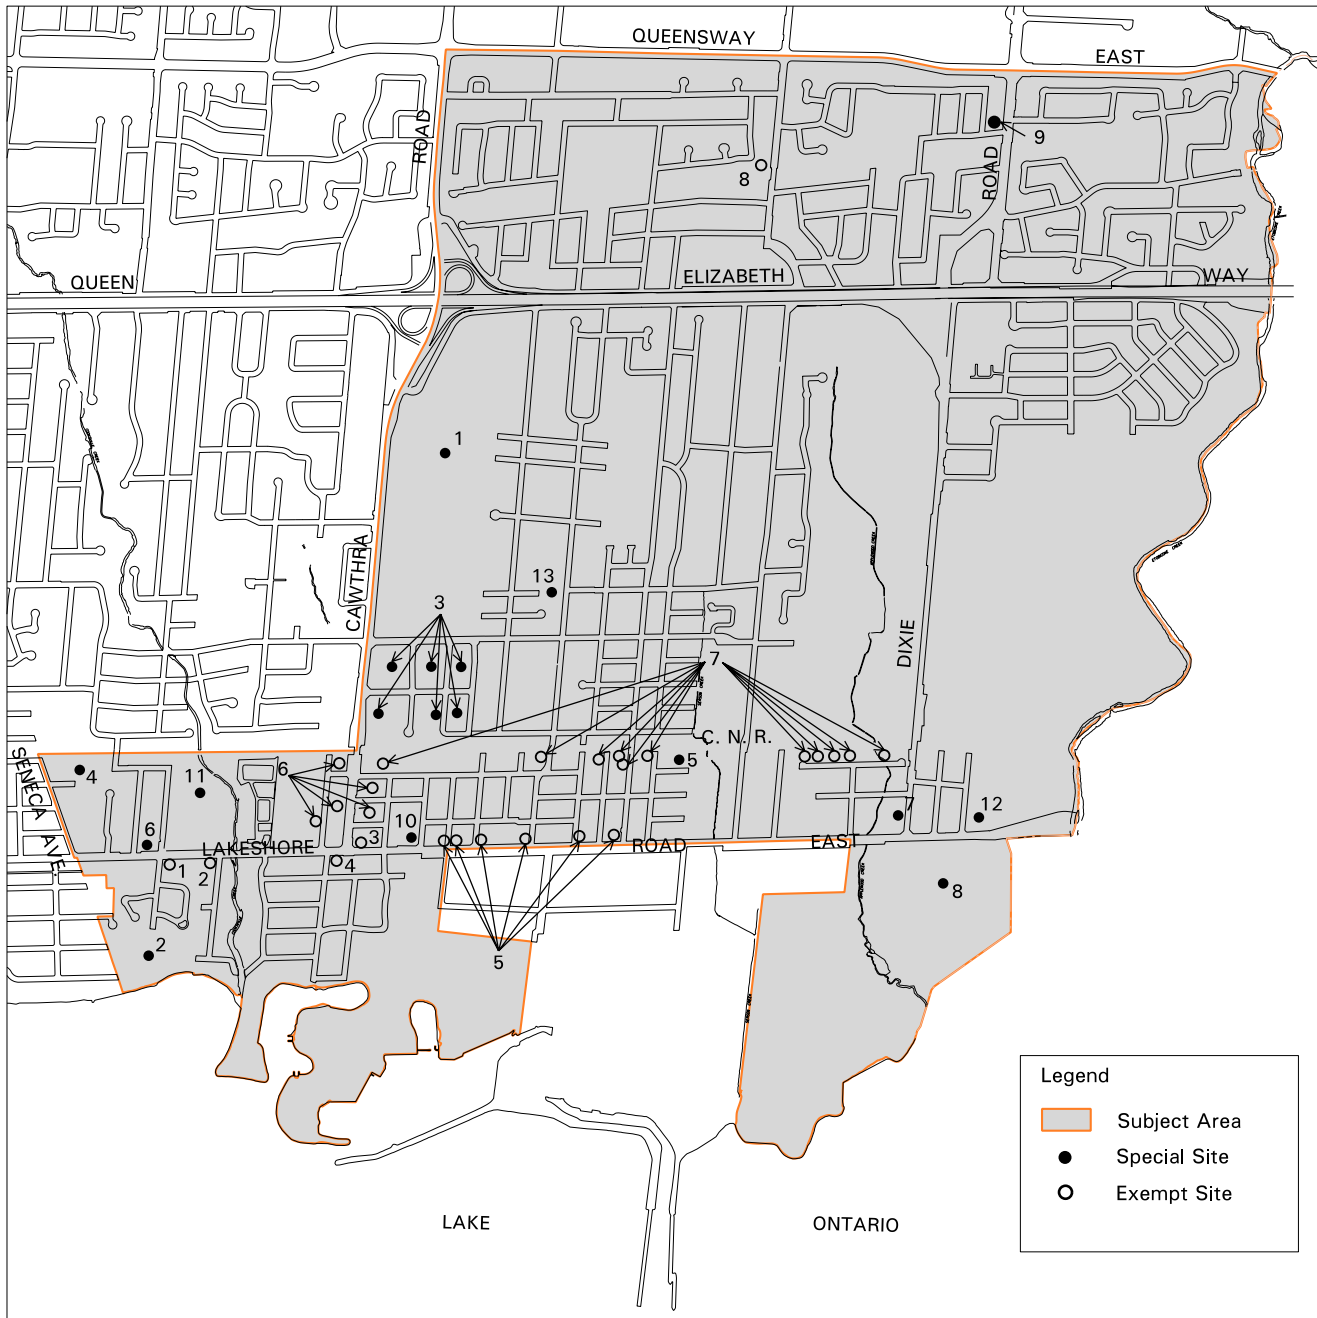 QUEENSWAY
EAST
ROAD
9
8
ROAD
QUEEN
ELIZABETH
WAY
1
13
CAWTHRA
3
DIXIE
7
C. N. R.
SENECA AVE.
4
11
6
5
7
12
6
10
3
LAKESHORE
ROAD
EAST
1
2
4
8
2
5
Legend
Subject Area
Special Site
Exempt Site
LAKE
ONTARIO